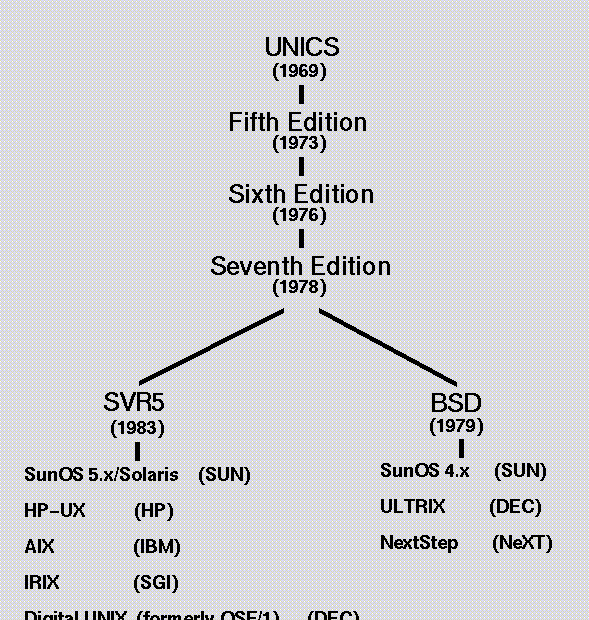 UNICS
(1969)
Fifth Edition
(1973)
Sixth Edition
(1976)
Seventh Edition
(1978)
SVR5
(1983)
SunOS 5.x/Solaris (SUN)
HP-UX (HP)
AIX (IBM)
IRIX (SGI)
Digital UNIX (formerly OSF/1) (DEC)
BSD
(1979)
SunOS 4.x (SUN)
ULTRIX (DEC)
NextStep (NeXT)